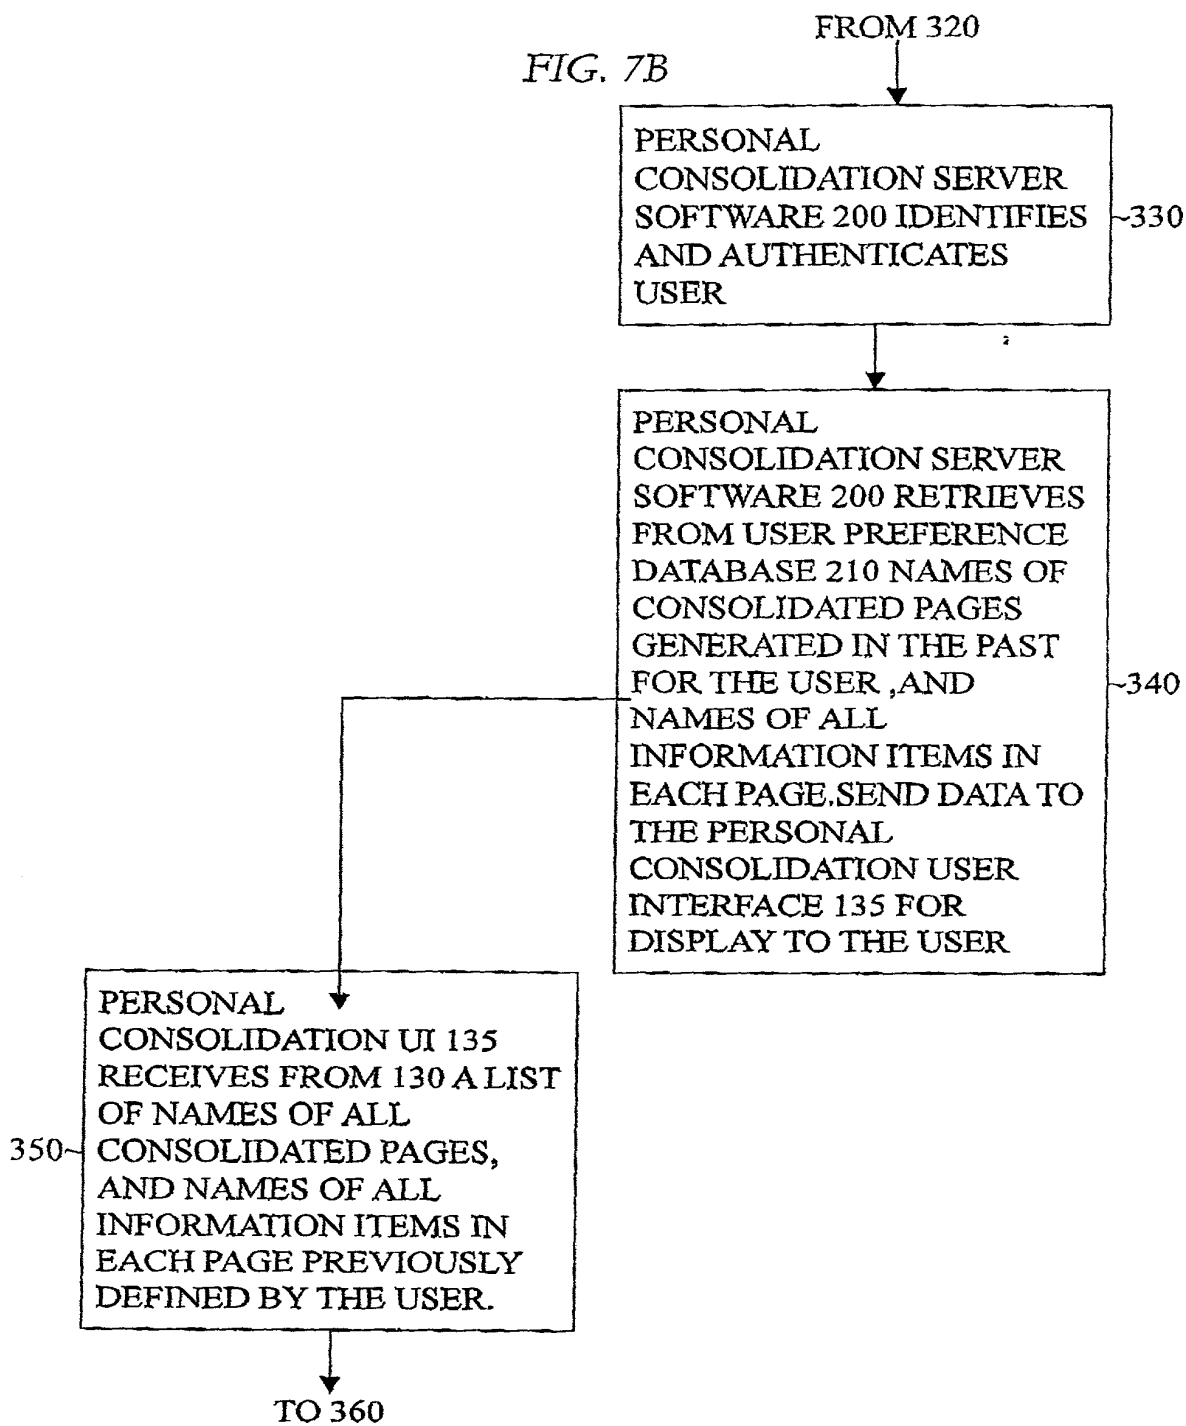 FROM 320
FIG. 7B
PERSONAL
CONSOLIDATION SERVER
SOFTWARE 200 IDENTIFIES
AND AUTHENTICATES
USER
330
PERSONAL
CONSOLIDATION SERVER
SOFTWARE 200 RETRIEVES
FROM USER PREFERENCE
DATABASE 210 NAMES OF
CONSOLIDATED PAGES
GENERATED IN THE PAST
FOR THE USER ,AND
NAMES OF ALL
INFORMATION ITEMS IN
EACH PAGE.SEND DATA TO
THE PERSONAL
CONSOLIDATION USER
INTERFACE 135 FOR
DISPLAY TO THE USER
340
PERSONAL
CONSOLIDATION UI 135
RECEIVES FROM 130 A LIST
OF NAMES OF ALL
CONSOLIDATED PAGES,
AND NAMES OF ALL
INFORMATION ITEMS IN
EACH PAGE PREVIOUSLY
DEFINED BY THE USER.
350
TO 360